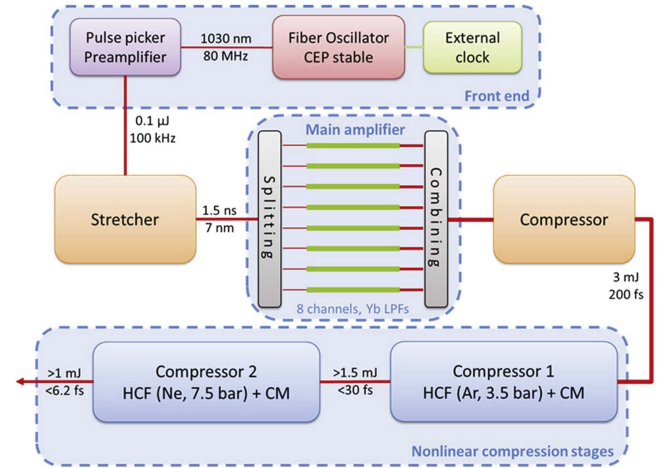 Pulse picker
Preamplifier
1030 nm
80 MHz
Fiber Oscillator
CEP stable
External
clock
Front end
0.1 µJ
100 kHz
Main amplifier
Stretcher
1.5 ns
7 nm
Splitting
Combining
Compressor
8 channels, Yb LPFs
3 mJ
200 fs
>1 mJ
<6.2 fs
Compressor 2
HCF (Ne, 7.5 bar) + CM
>1.5 mJ
<30 fs
Compressor 1
HCF (Ar, 3.5 bar) + CM
Nonlinear compression stages